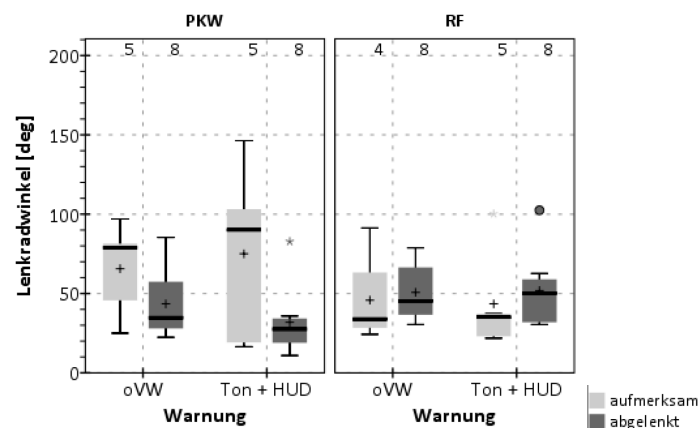 PKW
RF
5 8 5 8
4 8 5 8
200
150
100
50
0
Lenkradwinkel [deg]
oVW
Ton + HUD
oVW
Ton + HUD
Warnung
Warnung
aufmerksam
abgelenkt